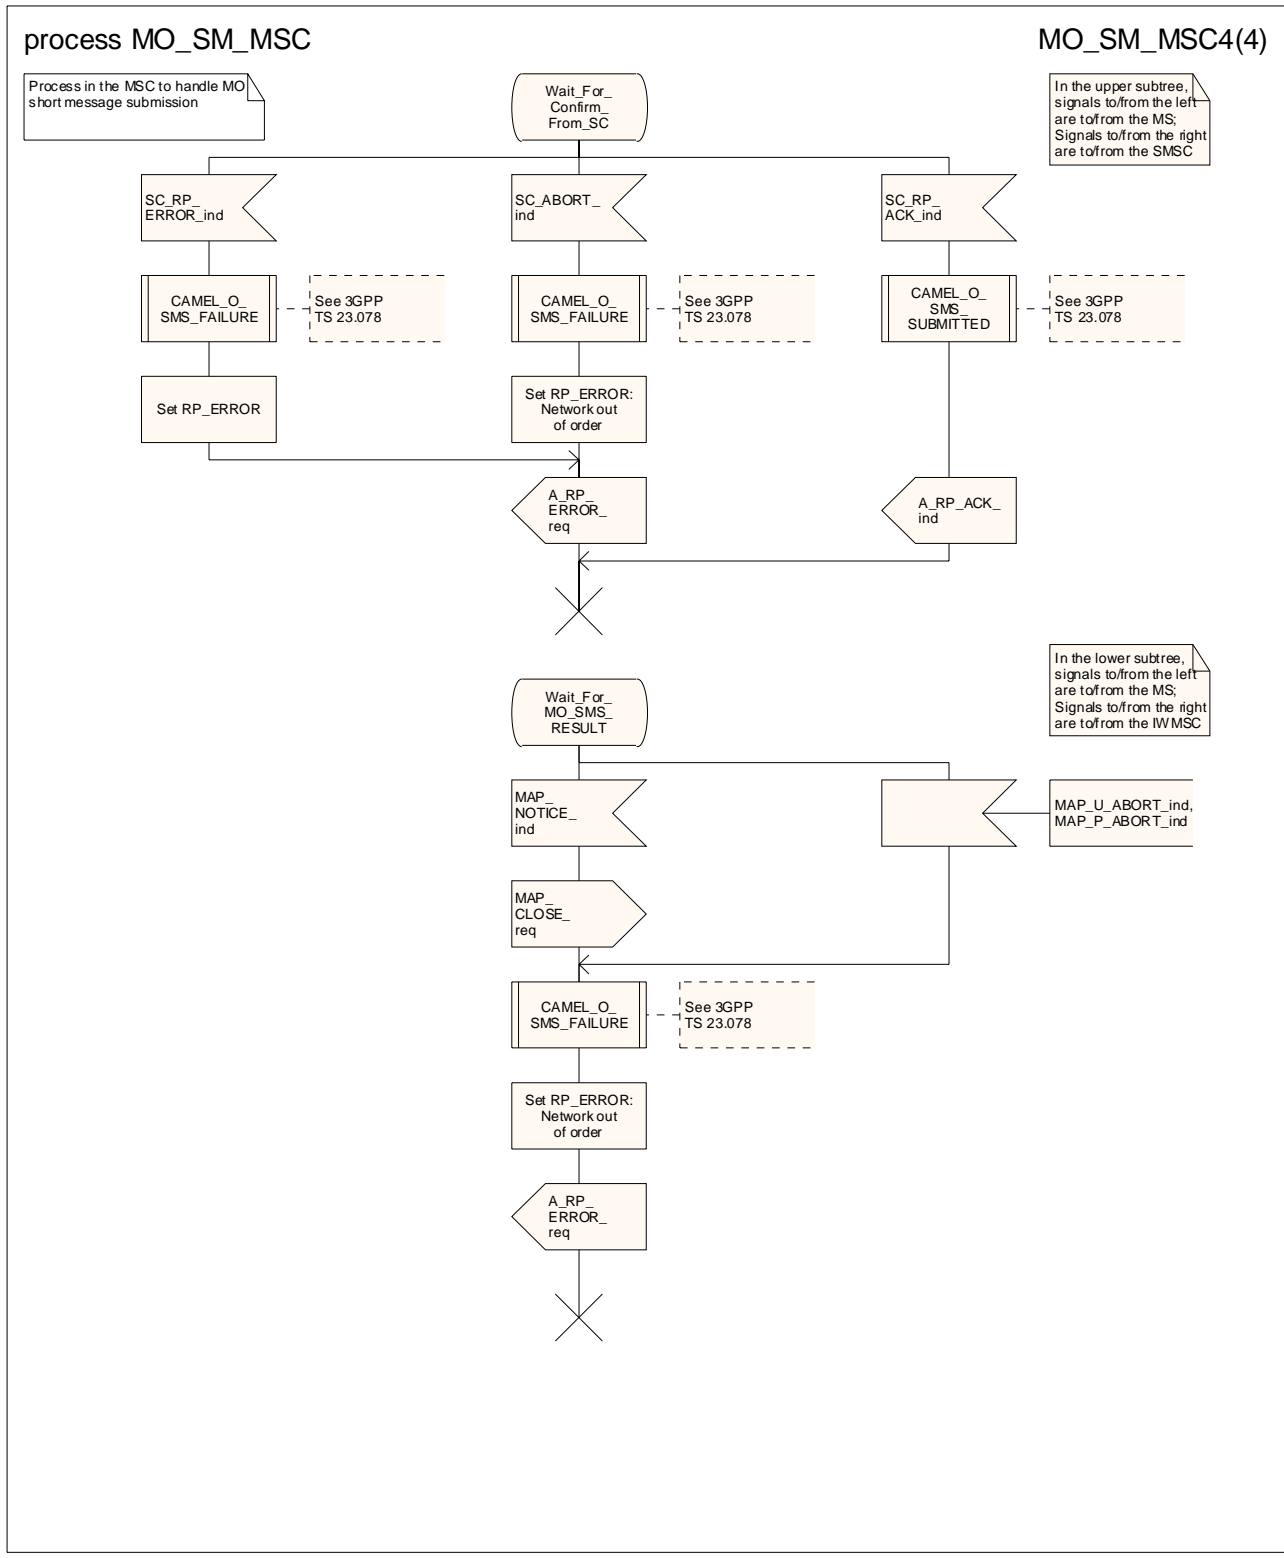 process MO_SM_MSC
MO_SM_MSC4(4)
Process in the MSC to handle MO
short message submission
Wait_For_
Confirm_
From_SC
In the upper subtree,
signals to/from the left
are to/from the MS;
Signals to/from the right
are to/from the SMSC
SC_RP_
ERROR_ind
SC_ABORT_
ind
SC_RP_
ACK_ind
CAMEL_O_
SMS_FAILURE
See 3GPP
TS 23.078
CAMEL_O_
SMS_FAILURE
See 3GPP
TS 23.078
CAMEL_O_
SMS_
SUBMITTED
See 3GPP
TS 23.078
Set RP_ERROR
Set RP_ERROR:
Network out
of order
A_RP_
ERROR_
req
A_RP_ACK_
ind
In the lower subtree,
signals to/from the left
are to/from the MS;
Signals to/from the right
are to/from the IWMSC
Wait_For_
MO_SMS_
RESULT
MAP_
NOTICE_
ind
MAP_U_ABORT_ind,
MAP_P_ABORT_ind
MAP_
CLOSE_
req
CAMEL_O_
SMS_FAILURE
See 3GPP
TS 23.078
Set RP_ERROR:
Network out
of order
A_RP_
ERROR_
req